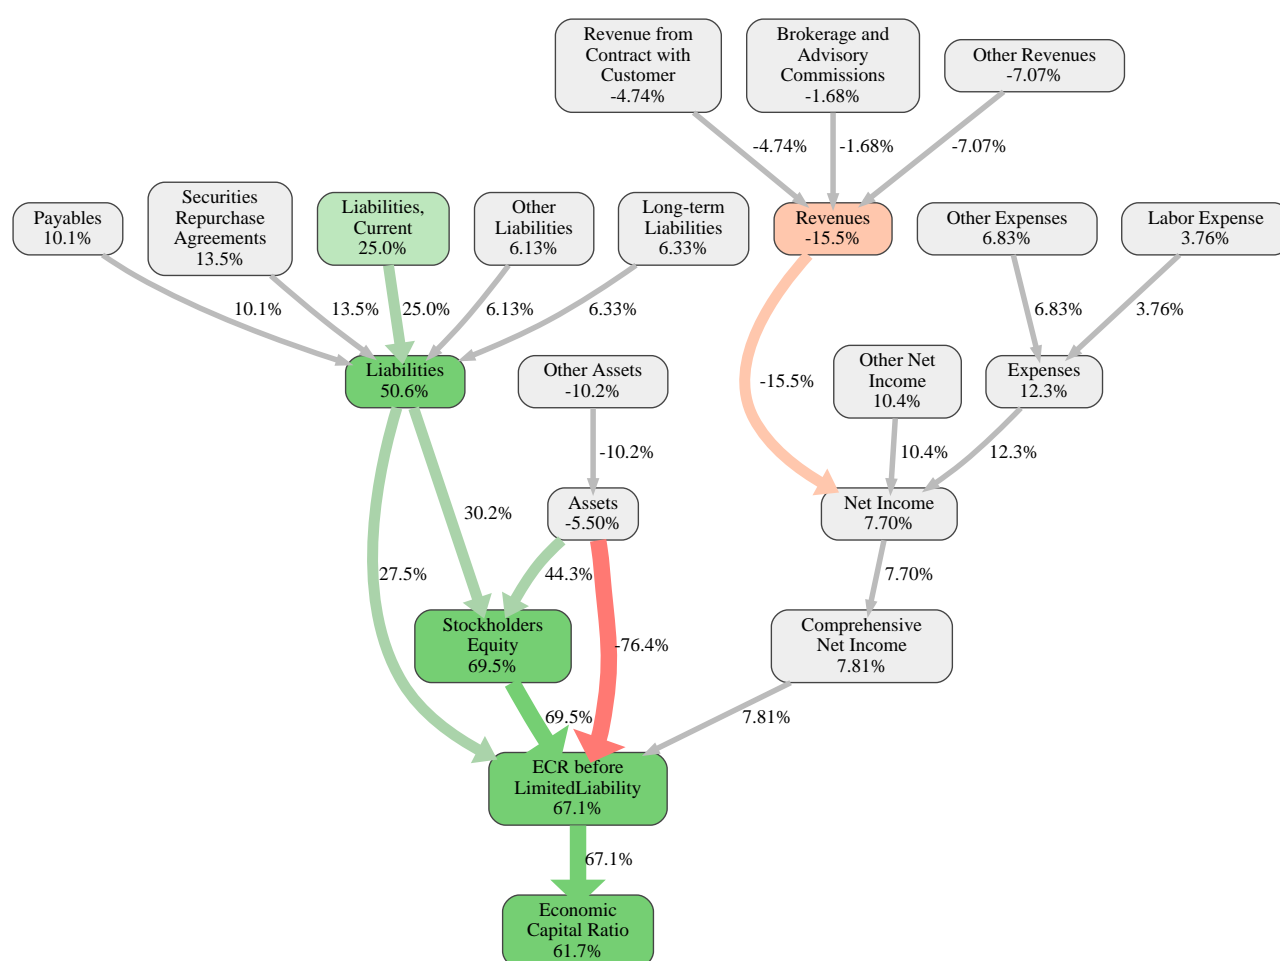 Revenue from
Contract with
Customer
-4.74%
Brokerage and
Advisory
Commissions
-1.68%
Other Revenues
-7.07%
-4.74%
-1.68%
-7.07%
Payables
10.1%
Securities
Repurchase
Agreements
13.5%
Liabilities,
Current
25.0%
Other
Liabilities
6.13%
Long-term
Liabilities
6.33%
Revenues
-15.5%
Other Expenses
6.83%
Labor Expense
3.76%
10.1%
13.5%
25.0%
6.13%
6.33%
6.83%
3.76%
Liabilities
50.6%
Other Assets
-10.2%
-15.5%
Other Net
Income
10.4%
Expenses
12.3%
-10.2%
10.4%
12.3%
30.2%
Assets
-5.50%
Net Income
7.70%
27.5%
44.3%
7.70%
Stockholders
Equity
69.5%
-76.4%
Comprehensive
Net Income
7.81%
69.5%
7.81%
ECR before
LimitedLiability
67.1%
67.1%
Economic
Capital Ratio
61.7%